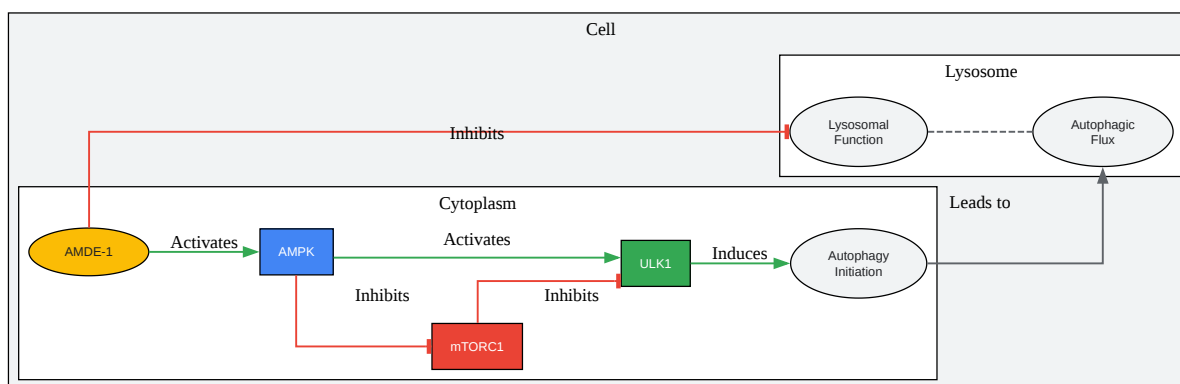 Cell
Lysosome
Lysosomal
Function
Autophagic
Flux
Inhibits
Cytoplasm
Leads to
AMDE-1
Activates
AMPK
Activates
ULK1
Induces
Autophagy
Initiation
Inhibits
Inhibits
mTORC1